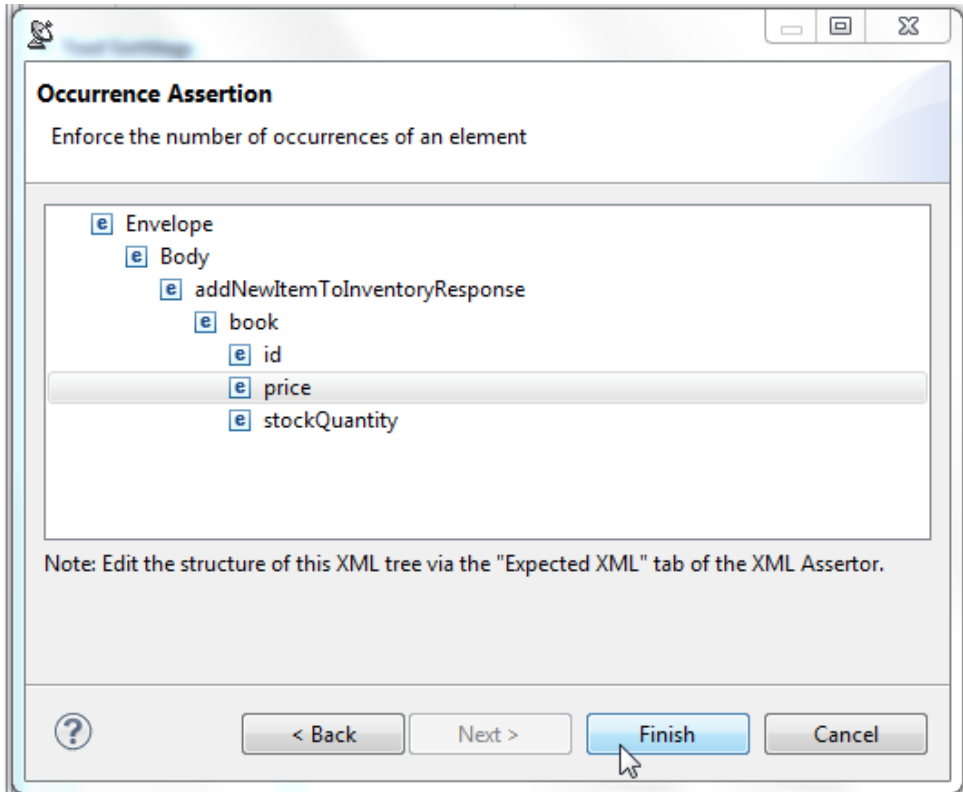 Occurrence Assertion
Enforce the number of occurrences of an element
e Envelope
e Body
e addNewItemToInventoryResponse
e book
e id
e price
e stockQuantity
Note: Edit the structure of this XML tree via the "Expected XML" tab of the XML Assertor.
? < Back Next > Finish Cancel